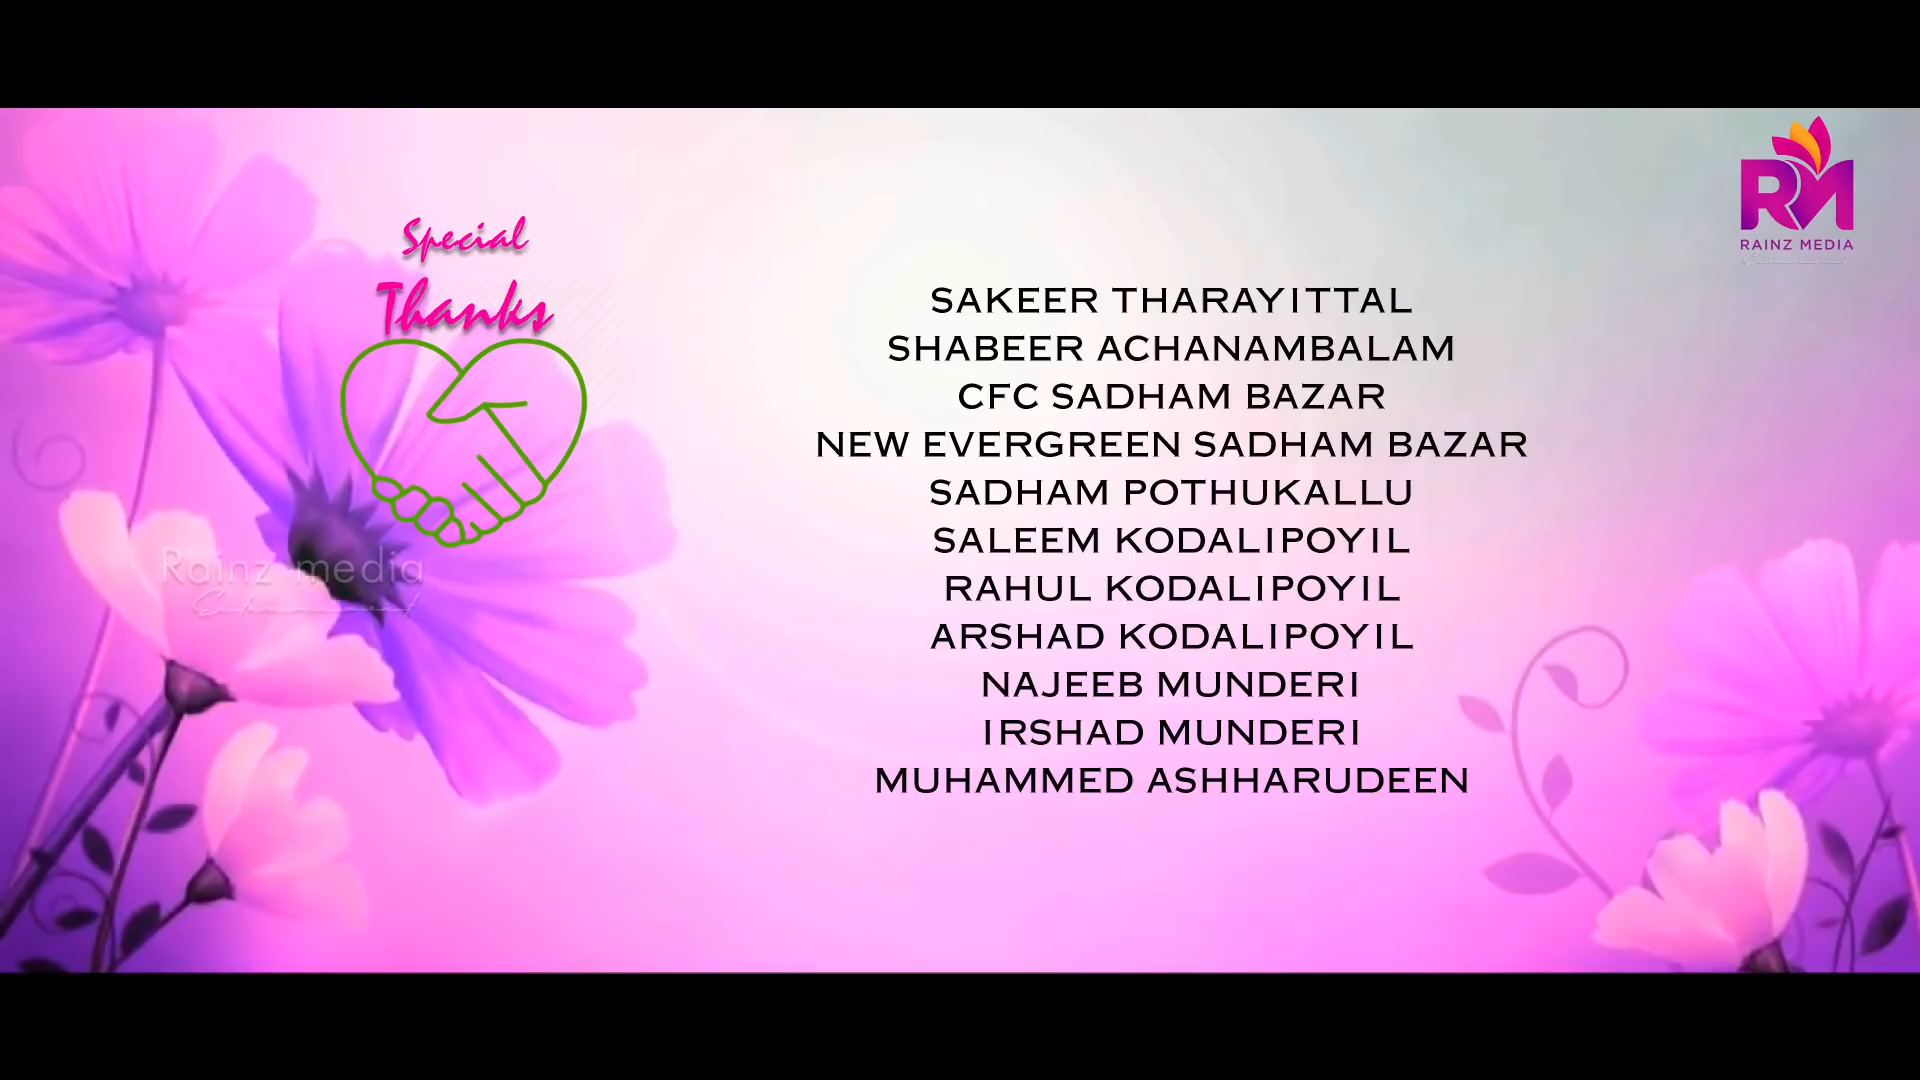 Special
Thanks
RM
RAINZ MEDIA
SAKEER THARAYITTAL
SHABEER ACHANAMBALAM
CFC SADHAM BAZAR
NEW EVERGREEN SADHAM BAZAR
SADHAM POTHUKALLU
SALEEM KODALIPOYIL
RAHUL KODALIPOYIL
ARSHAD KODALIPOYIL
NAJEEB MUNDERI
IRSHAD MUNDERI
MUHAMMED ASHHARUDEEN
Rainz media